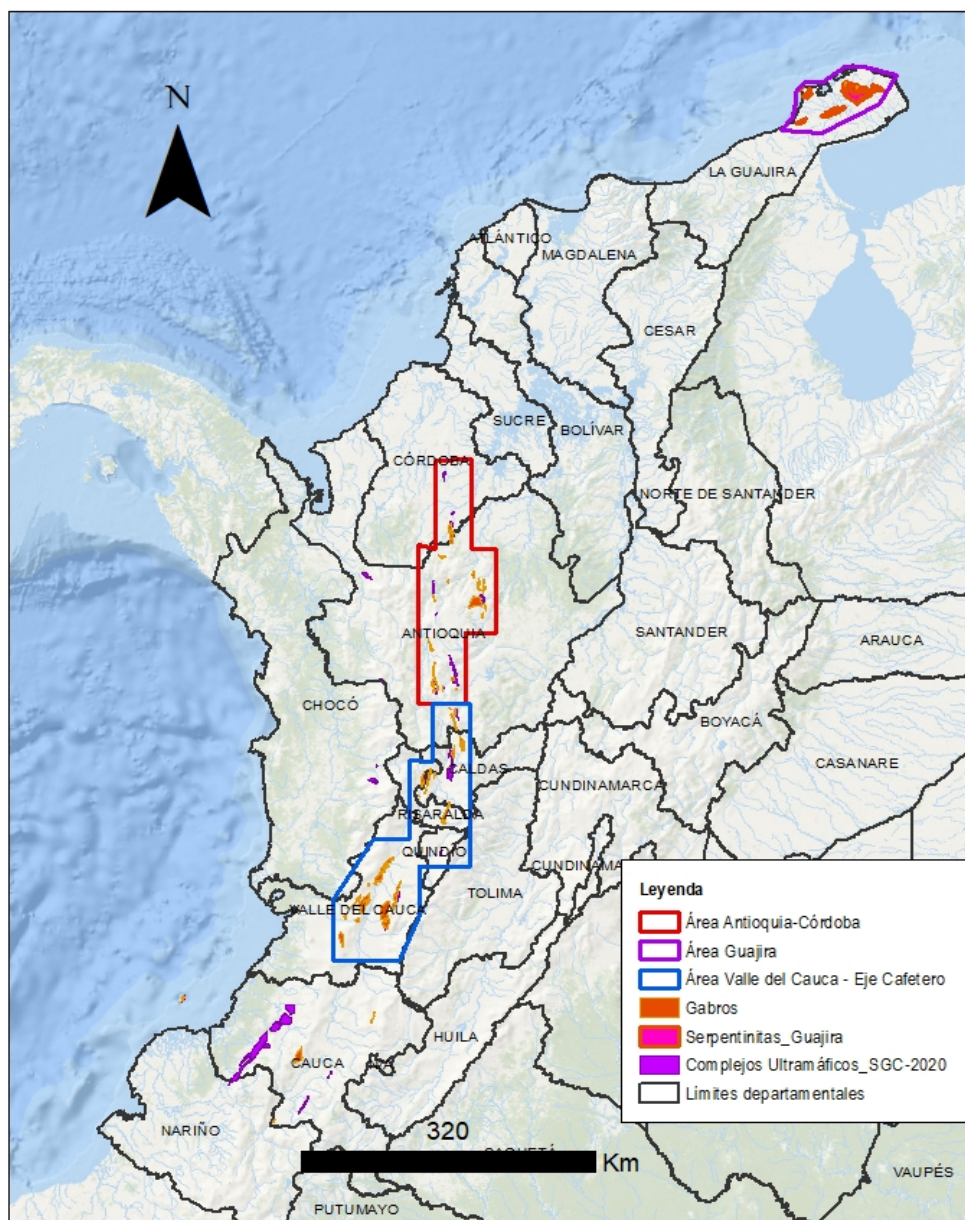 N
LA GUAJIRA
ATLÁNTICO
MAGDALENA
CESAR
SUCRE
BOLÍVAR
CÓRDOBA
NORTE DE SANTANDER
ANTIOQUIA
SANTANDER
ARAUCA
CHOCÓ
BOYACÁ
CASANARE
CALDAS
CUNDINAMARCA
RISARALDA
QUINDÍO
CUNDINAMA
TOLIMA
VALLE DEL CAUCA
Leyenda
Área Antioquia-Córdoba
Área Guajira
Área Valle del Cauca - Eje Cafetero
Gabros
Serpentinitas_Guajira
Complejos Ultramáficos_SGC-2020
Límites departamentales
HUILA
CAUCA
NARIÑO
320
Km
CAQUETÁ
VAUPÉS
PUTUMAYO